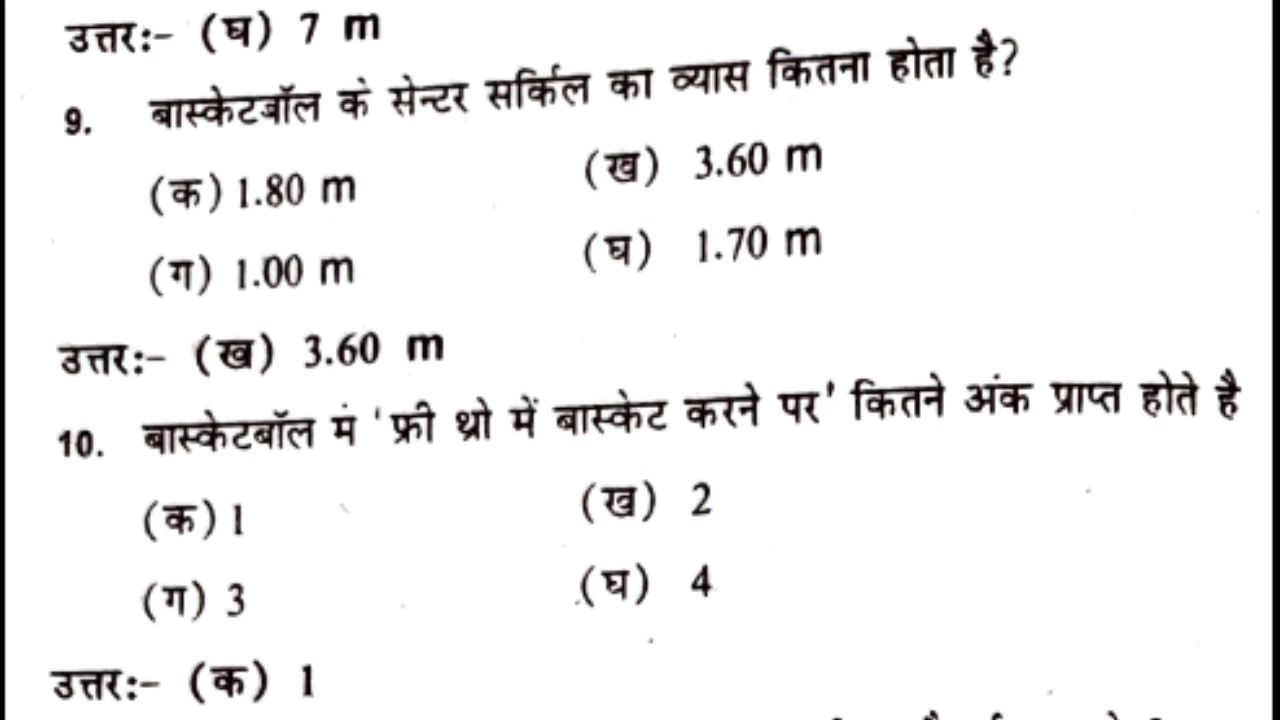 उत्तर:- (घ) 7 m
9. बास्केटबॉल के सेन्टर सर्किल का व्यास कितना होता है?
(क) 1.80 m (ख) 3.60 m
(ग) 1.00 m (घ) 1.70 m
उत्तर:- (ख) 3.60 m
10. बास्केटबॉल मं 'फ्री थ्रो में बास्केट करने पर' कितने अंक प्राप्त होते है
(क) 1 (ख) 2
(ग) 3 (घ) 4
उत्तर:- (क) 1